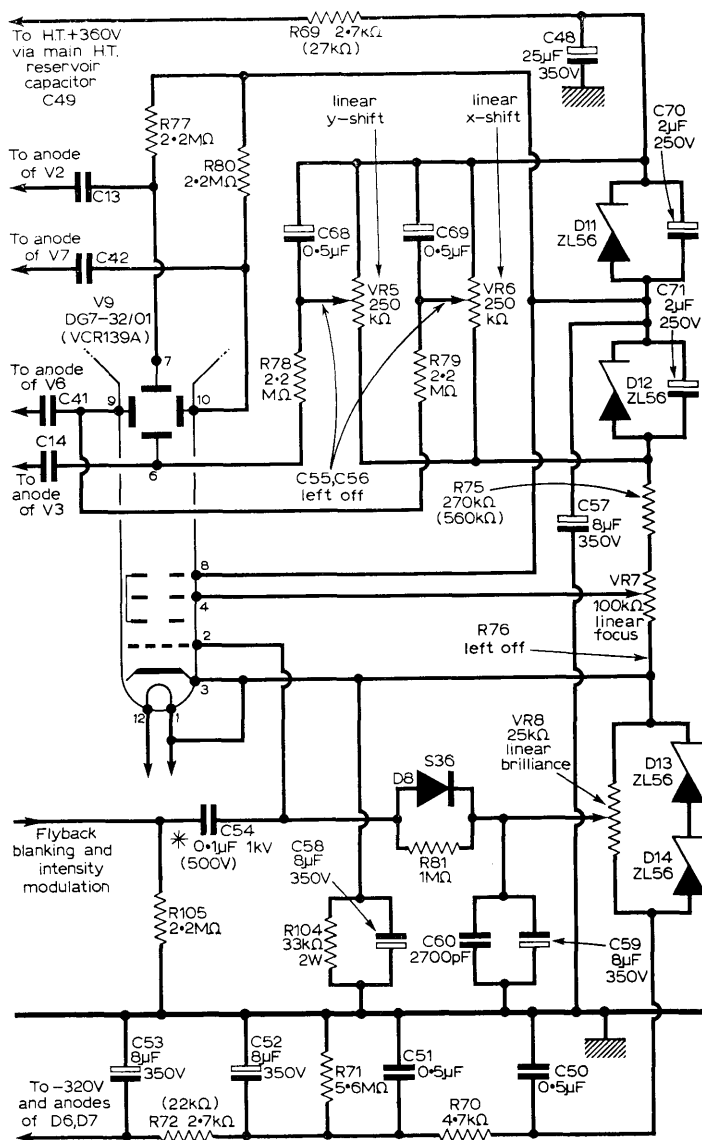 To H.T.+360V
via main H.T.
reservoir
capacitor
C49
R69 2·7kΩ
(27kΩ)
C48
25μF
350V
R77
2·2MΩ
R80
2·2MΩ
linear
y-shift
linear
x-shift
C70
2μF
250V
To anode
of V2
C13
C68
0·5μF
C69
0·5μF
D11
ZL56
To anode
of V7
C42
VR5
250
kΩ
VR6
250
kΩ
C71
2μF
250V
V9
DG7-32/01
(VCR139A)
7
R78
2·2
MΩ
R79
2·2
MΩ
D12
ZL56
To anode
of V6
C41
9
10
C14
6
To
anode
of V3
C55,C56
left off
R75
270kΩ
(560kΩ)
C57
8μF
350V
8
4
VR7
100kΩ
linear
focus
2
R76
left off
3
12
1
VR8
25kΩ
linear
brilliance
D13
ZL56
D8
S36
Flyback
blanking and
intensity
modulation
* C54
0·1μF 1kV
(500V)
C58
8μF
350V
R81
1MΩ
D14
ZL56
R105
2·2MΩ
R104
33kΩ
2W
C60
2700pF
C59
8μF
350V
C53
8μF
350V
C52
8μF
350V
R71
5·6MΩ
C51
0·5μF
C50
0·5μF
To -320V
and anodes
of D6,D7
(22kΩ)
R72 2·7kΩ
R70
4·7kΩ